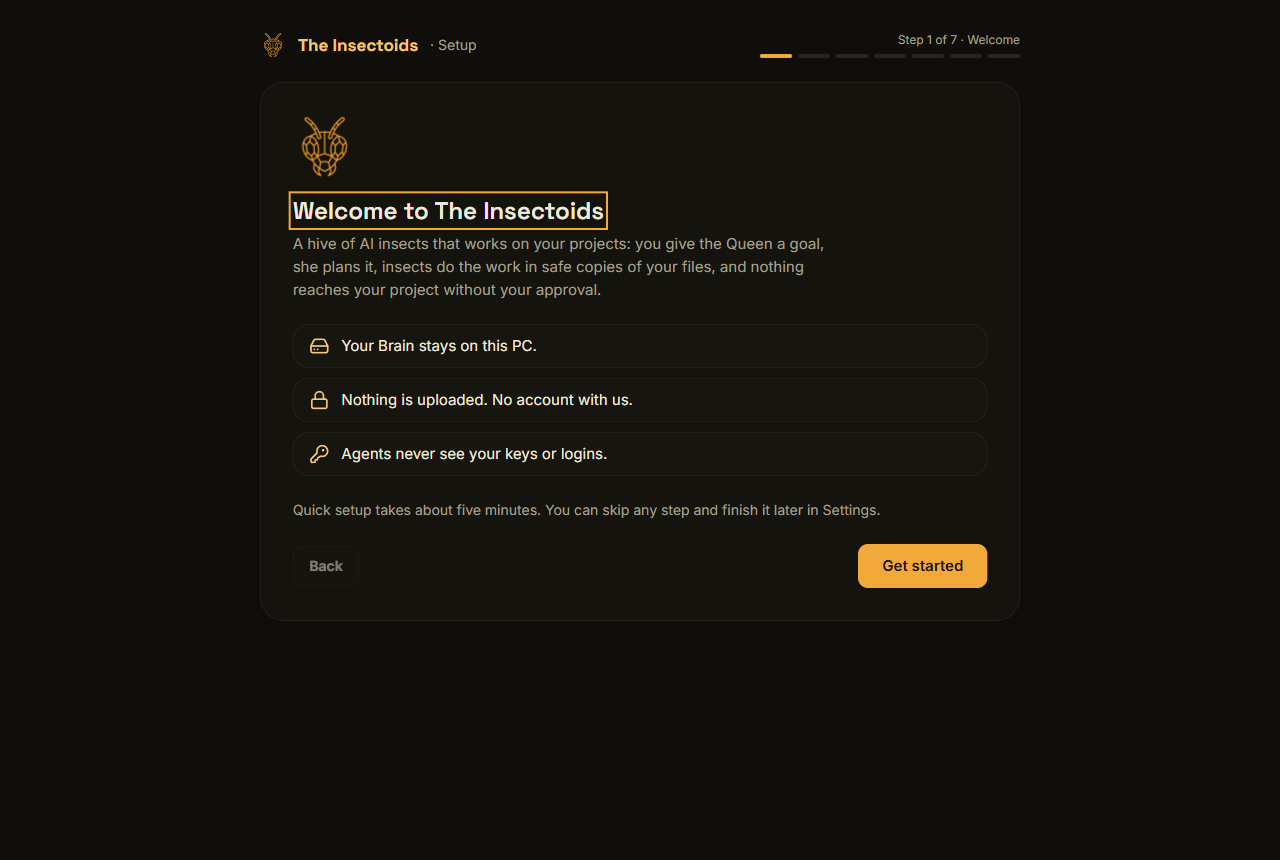 The Insectoids · Setup
Step 1 of 7 · Welcome
Welcome to The Insectoids
A hive of AI insects that works on your projects: you give the Queen a goal,
she plans it, insects do the work in safe copies of your files, and nothing
reaches your project without your approval.
Your Brain stays on this PC.
Nothing is uploaded. No account with us.
Agents never see your keys or logins.
Quick setup takes about five minutes. You can skip any step and finish it later in Settings.
Back
Get started